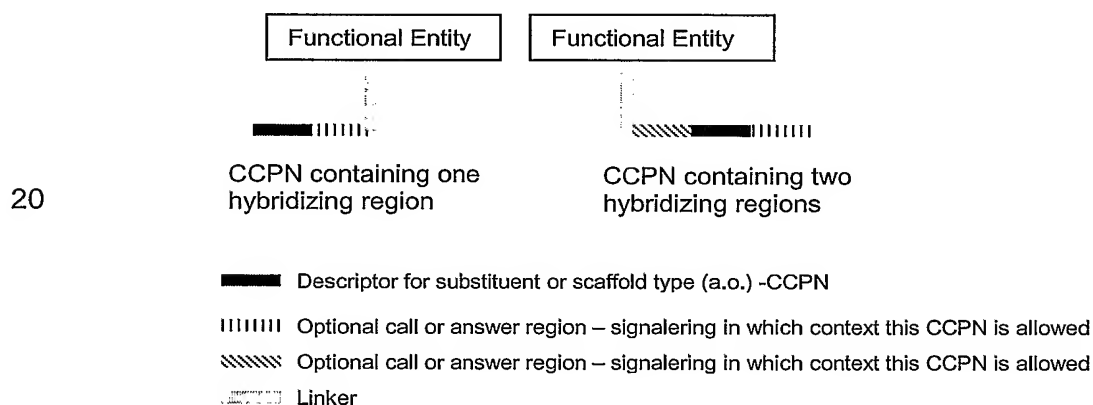 Functional Entity Functional Entity
CCPN containing one
hybridizing region
CCPN containing two
hybridizing regions
20
Descriptor for substituent or scaffold type (a.o.) -CCPN
Optional call or answer region – signalering in which context this CCPN is allowed
Optional call or answer region – signalering in which context this CCPN is allowed
Linker